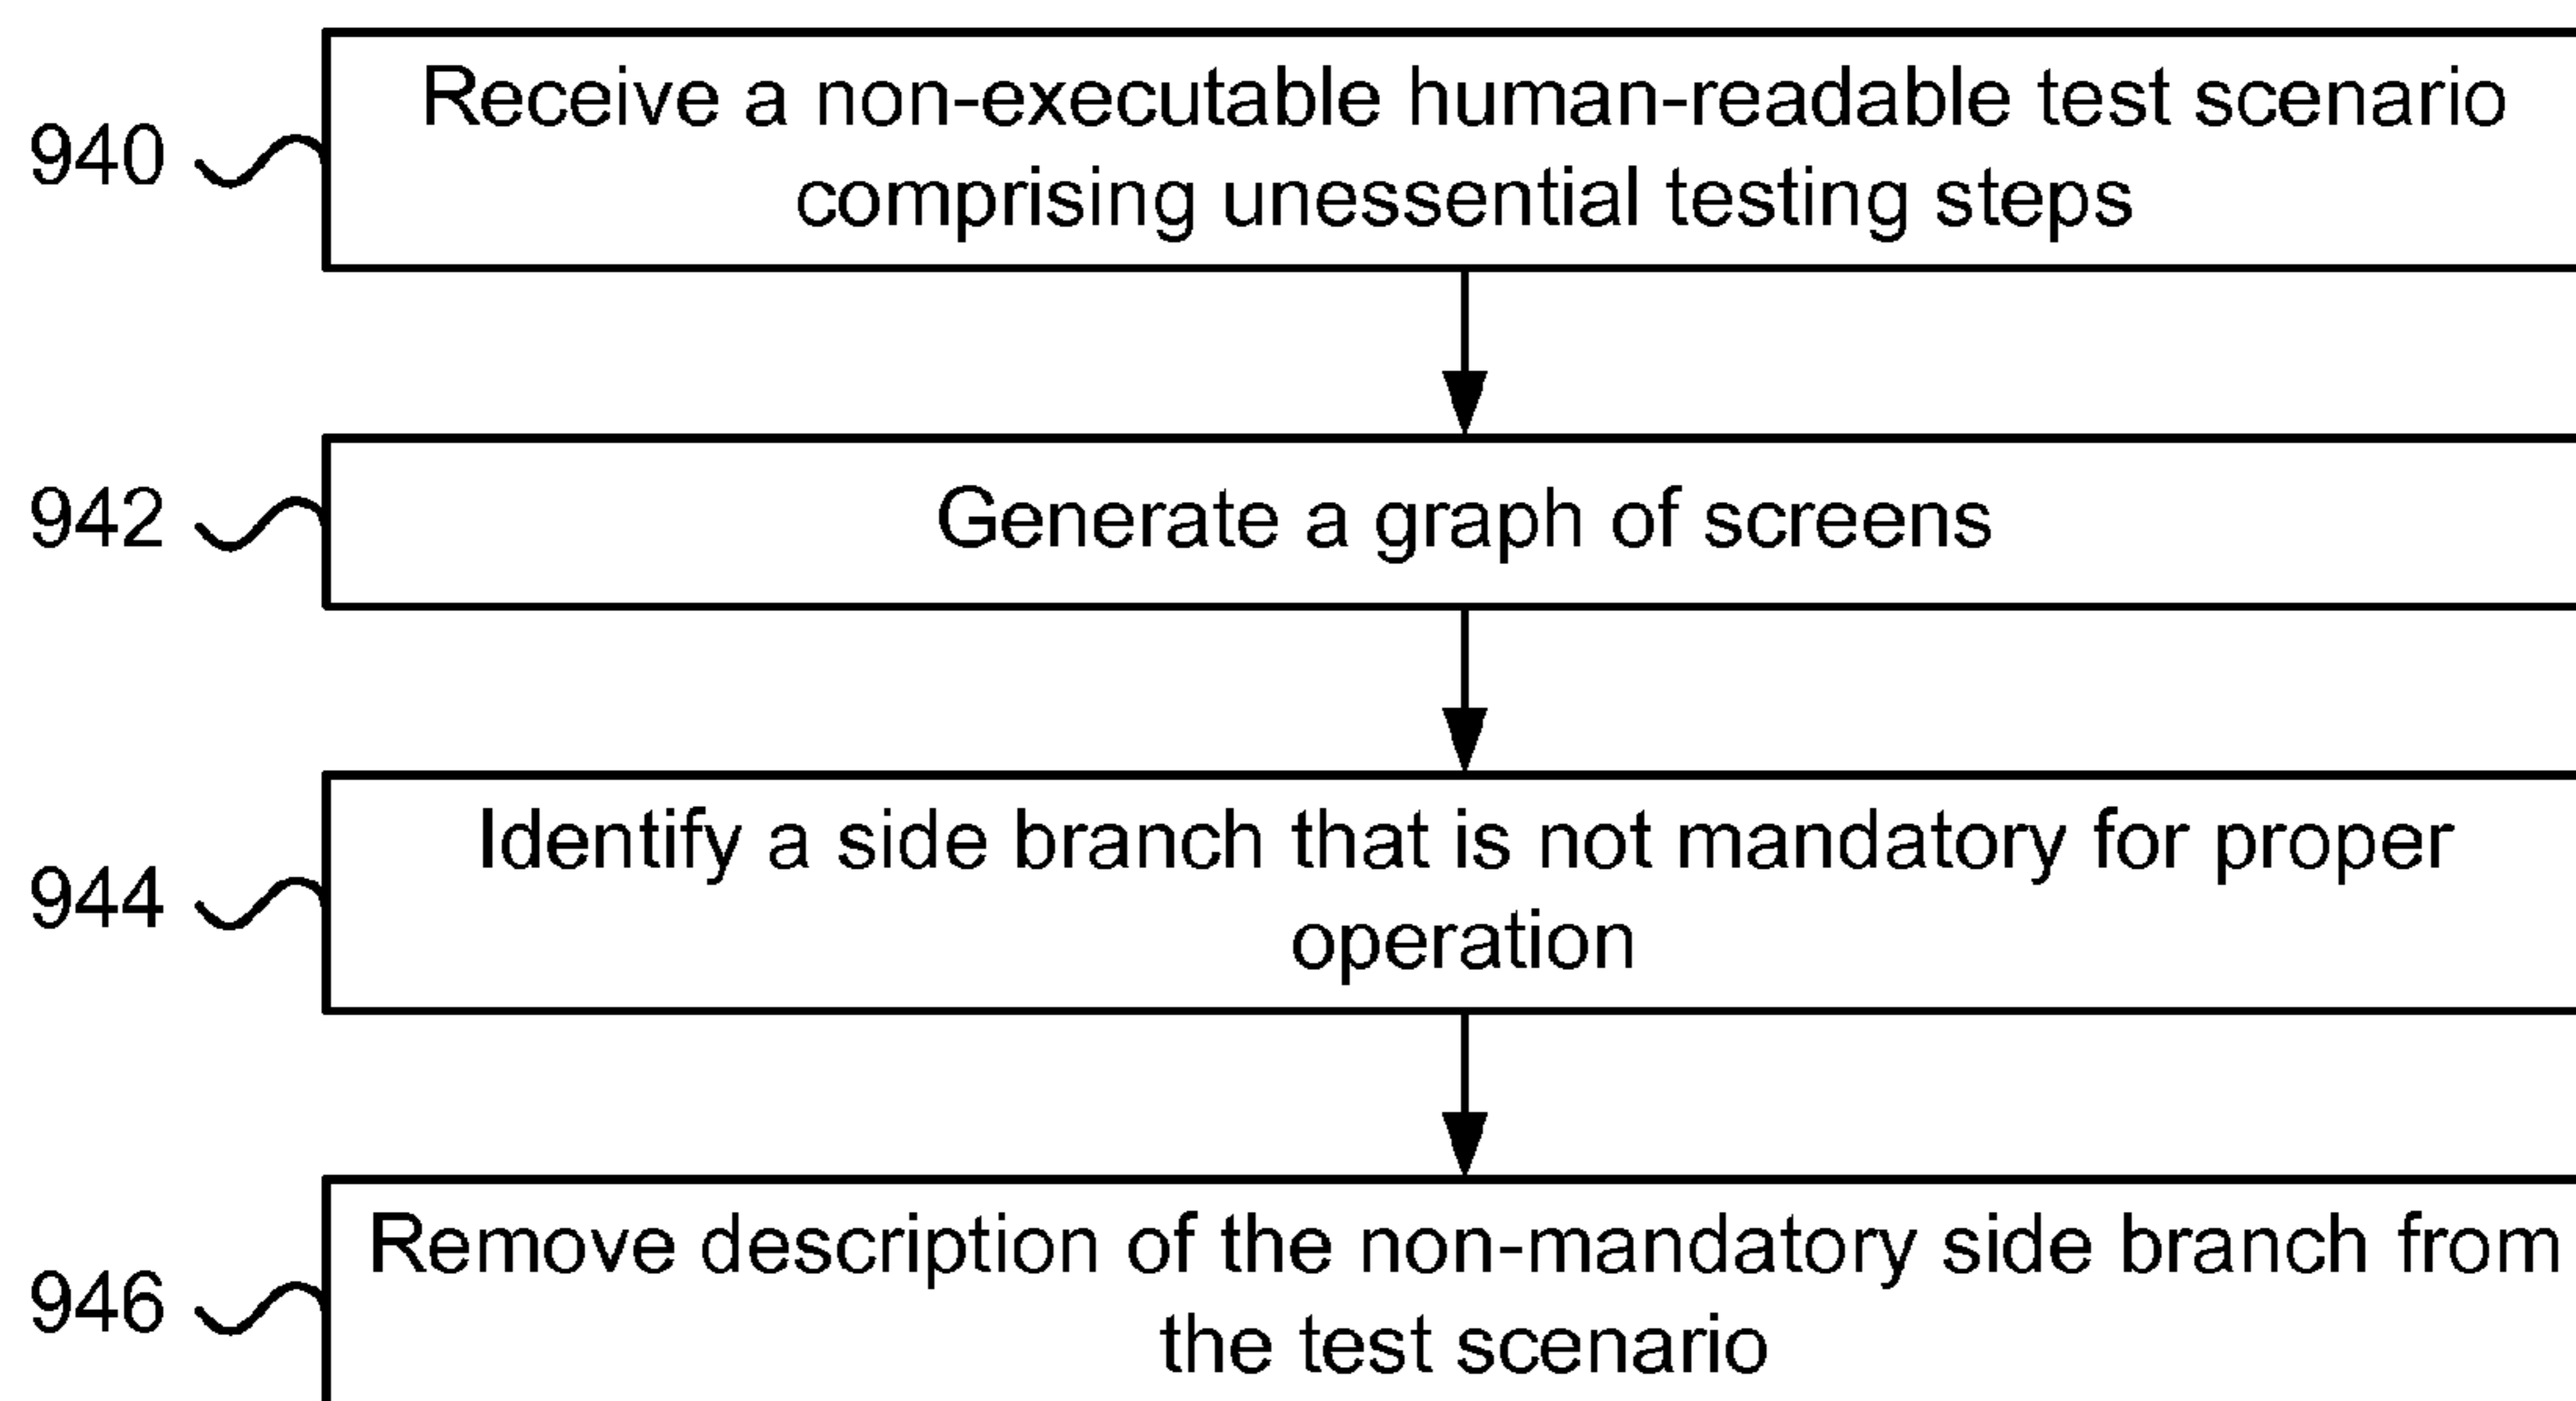 940
Receive a non-executable human-readable test scenario
comprising unessential testing steps
942
Generate a graph of screens
944
Identify a side branch that is not mandatory for proper
operation
946
Remove description of the non-mandatory side branch from
the test scenario